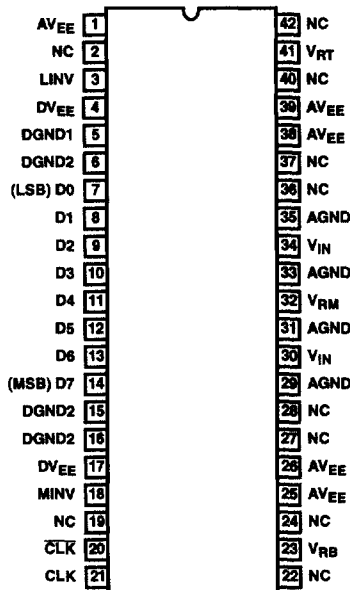 AVEE 1 42 NC
NC 2 41 VRT
LINV 3 40 NC
DVEE 4 39 AVEE
DGND1 5 38 AVEE
DGND2 6 37 NC
(LSB) D0 7 36 NC
D1 8 35 AGND
D2 9 34 VIN
D3 10 33 AGND
D4 11 32 VRM
D5 12 31 AGND
D6 13 30 VIN
(MSB) D7 14 29 AGND
DGND2 15 28 NC
DGND2 16 27 NC
DVEE 17 26 AVEE
MINV 18 25 AVEE
NC 19 24 NC
C̅L̅K̅ 20 23 VRB
CLK 21 22 NC